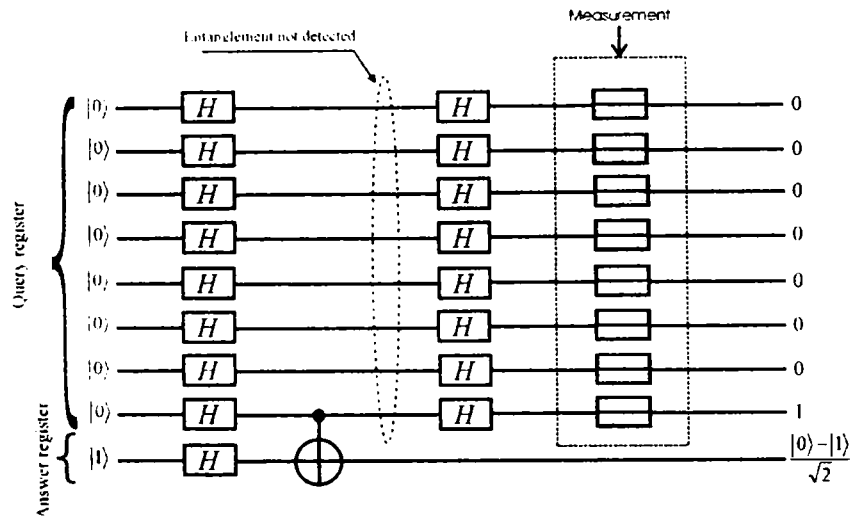 Measurement
Entanglement not detected
Query register
Answer register
|0⟩ H H 0
|0⟩ H H 0
|0⟩ H H 0
|0⟩ H H 0
|0⟩ H H 0
|0⟩ H H 0
|0⟩ H H 0
|0⟩ H H 1
|1⟩ H |0⟩−|1⟩
√2